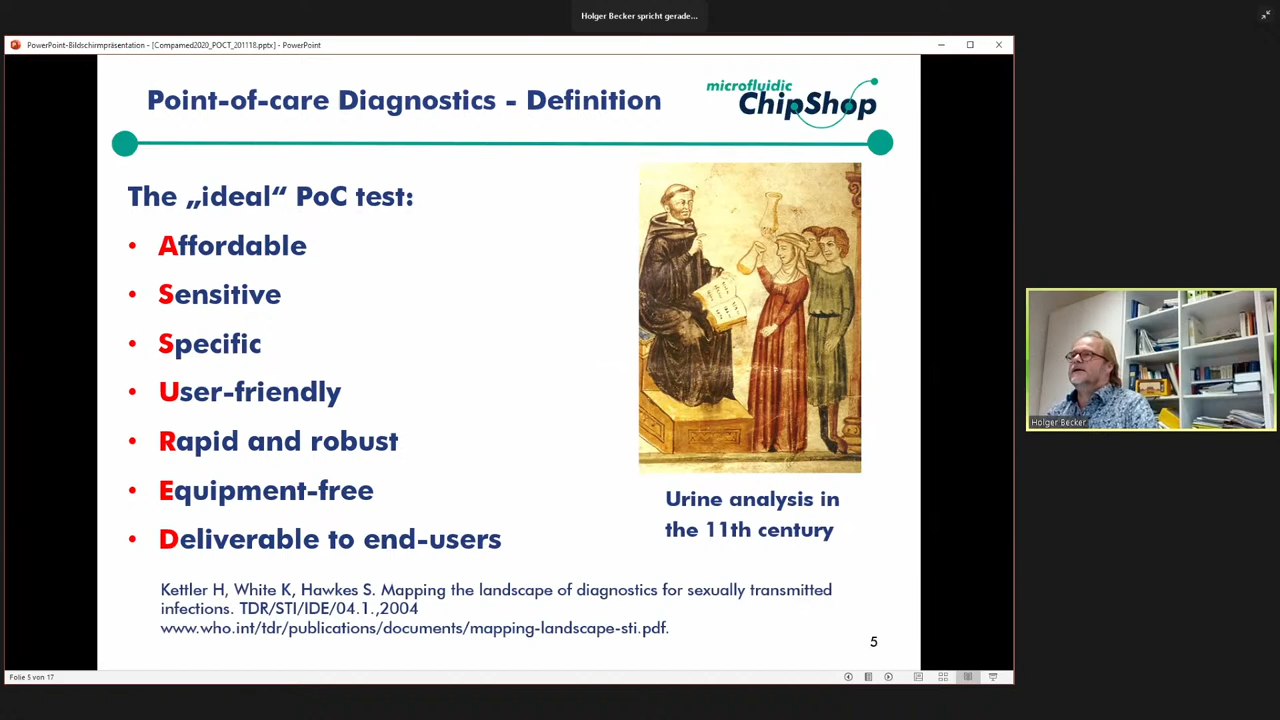 Holger Becker spricht gerade...
PowerPoint-Bildschirmpräsentation - [Compamed2020_POCT_201118.pptx] - PowerPoint
Point-of-care Diagnostics - Definition
microfluidic
ChipShop
The „ideal“ PoC test:
• Affordable
• Sensitive
• Specific
• User-friendly
• Rapid and robust
• Equipment-free
• Deliverable to end-users
Urine analysis in
the 11th century
Kettler H, White K, Hawkes S. Mapping the landscape of diagnostics for sexually transmitted
infections. TDR/STI/IDE/04.1.,2004
www.who.int/tdr/publications/documents/mapping-landscape-sti.pdf.
5
Folie 5 von 17
Holger Becker